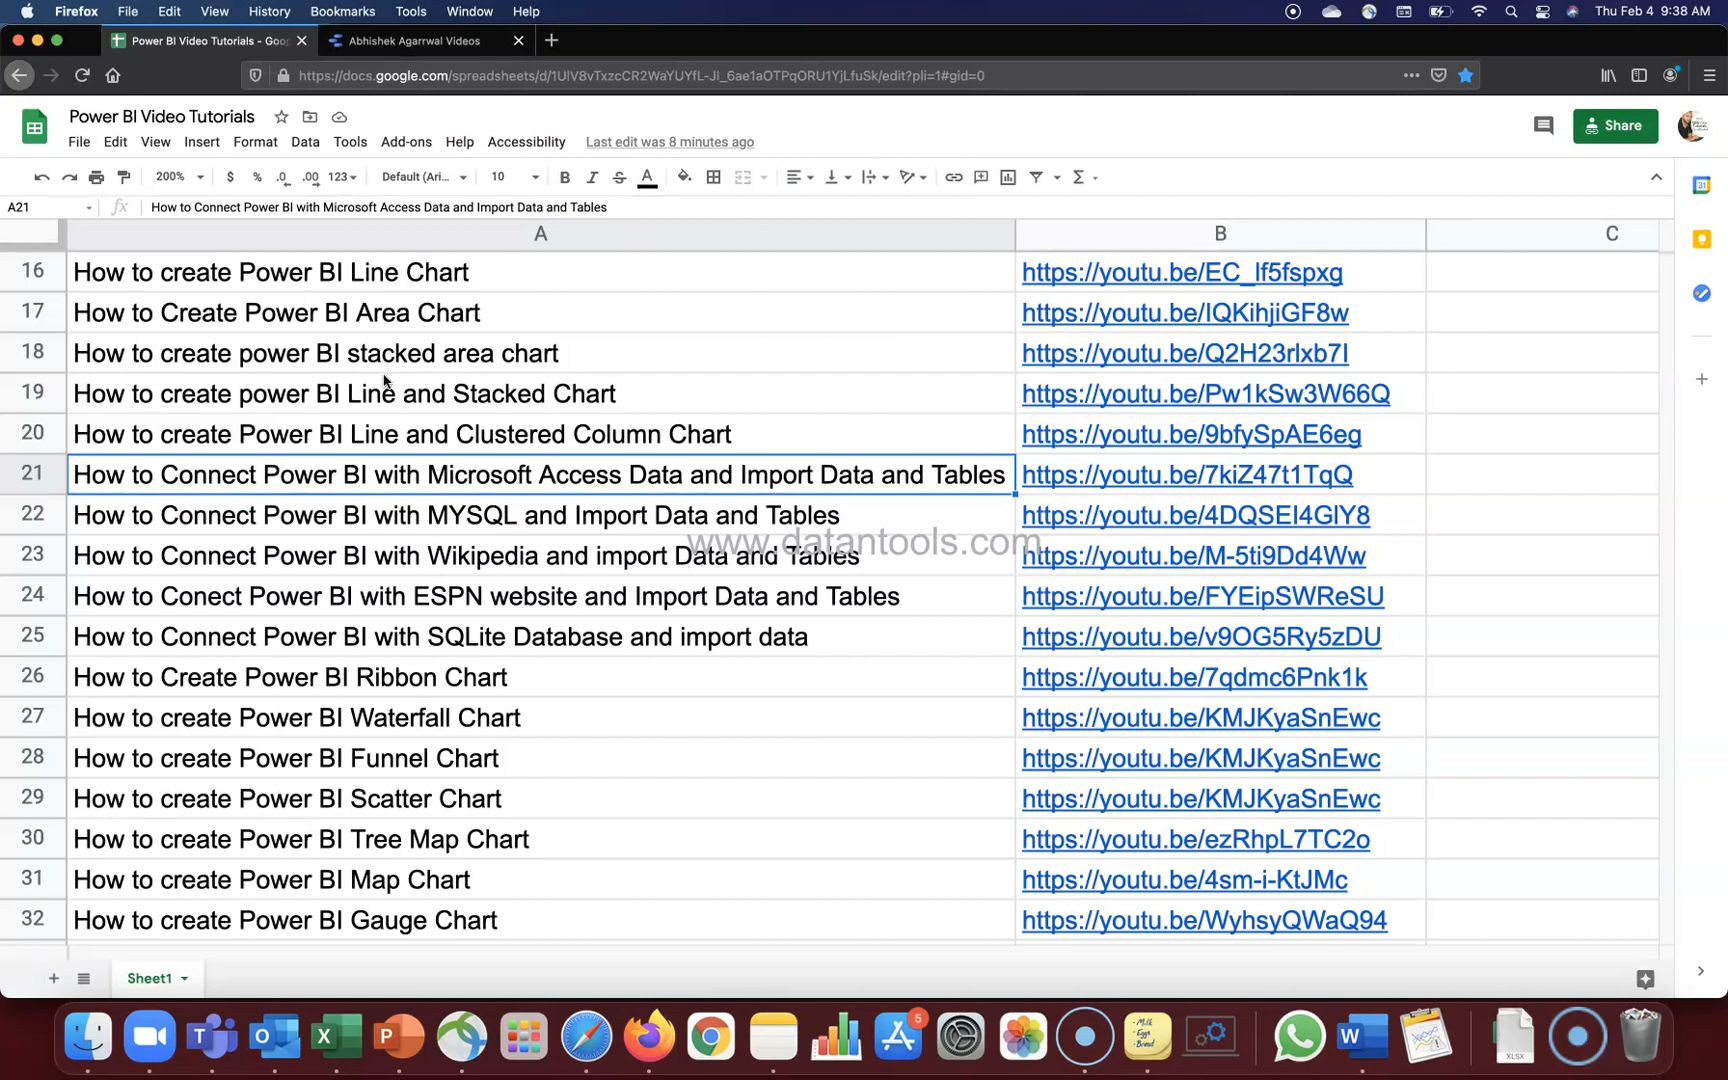 Firefox File Edit View History Bookmarks Tools Window Help Thu Feb 4 9:38 AM
Power BI Video Tutorials - Goo Abhishek Agarrwal Videos
https://docs.google.com/spreadsheets/d/1UlV8vTxzcCR2WaYUYfL-Jl_6ae1aOTPqORU1YjLfuSk/edit?pli=1#gid=0
Power BI Video Tutorials
Share
File Edit View Insert Format Data Tools Add-ons Help Accessibility Last edit was 8 minutes ago
200% $ % .0 .00 123 Default (Ari... 10 B I S A
A21 fx How to Connect Power BI with Microsoft Access Data and Import Data and Tables
A B C
16 How to create Power BI Line Chart https://youtu.be/EC_lf5fspxg
17 How to Create Power BI Area Chart https://youtu.be/IQKihjiGF8w
18 How to create power BI stacked area chart https://youtu.be/Q2H23rlxb7I
19 How to create power BI Line and Stacked Chart https://youtu.be/Pw1kSw3W66Q
20 How to create Power BI Line and Clustered Column Chart https://youtu.be/9bfySpAE6eg
21 How to Connect Power BI with Microsoft Access Data and Import Data and Tables https://youtu.be/7kiZ47t1TqQ
22 How to Connect Power BI with MYSQL and Import Data and Tables https://youtu.be/4DQSEI4GlY8
www.datantools.com
23 How to Connect Power BI with Wikipedia and import Data and Tables https://youtu.be/M-5ti9Dd4Ww
24 How to Conect Power BI with ESPN website and Import Data and Tables https://youtu.be/FYEipSWReSU
25 How to Connect Power BI with SQLite Database and import data https://youtu.be/v9OG5Ry5zDU
26 How to Create Power BI Ribbon Chart https://youtu.be/7qdmc6Pnk1k
27 How to create Power BI Waterfall Chart https://youtu.be/KMJKyaSnEwc
28 How to create Power BI Funnel Chart https://youtu.be/KMJKyaSnEwc
29 How to create Power BI Scatter Chart https://youtu.be/KMJKyaSnEwc
30 How to create Power BI Tree Map Chart https://youtu.be/ezRhpL7TC2o
31 How to create Power BI Map Chart https://youtu.be/4sm-i-KtJMc
32 How to create Power BI Gauge Chart https://youtu.be/WyhsyQWaQ94
Sheet1
5
Milk
Eggs
Bread
XLSX